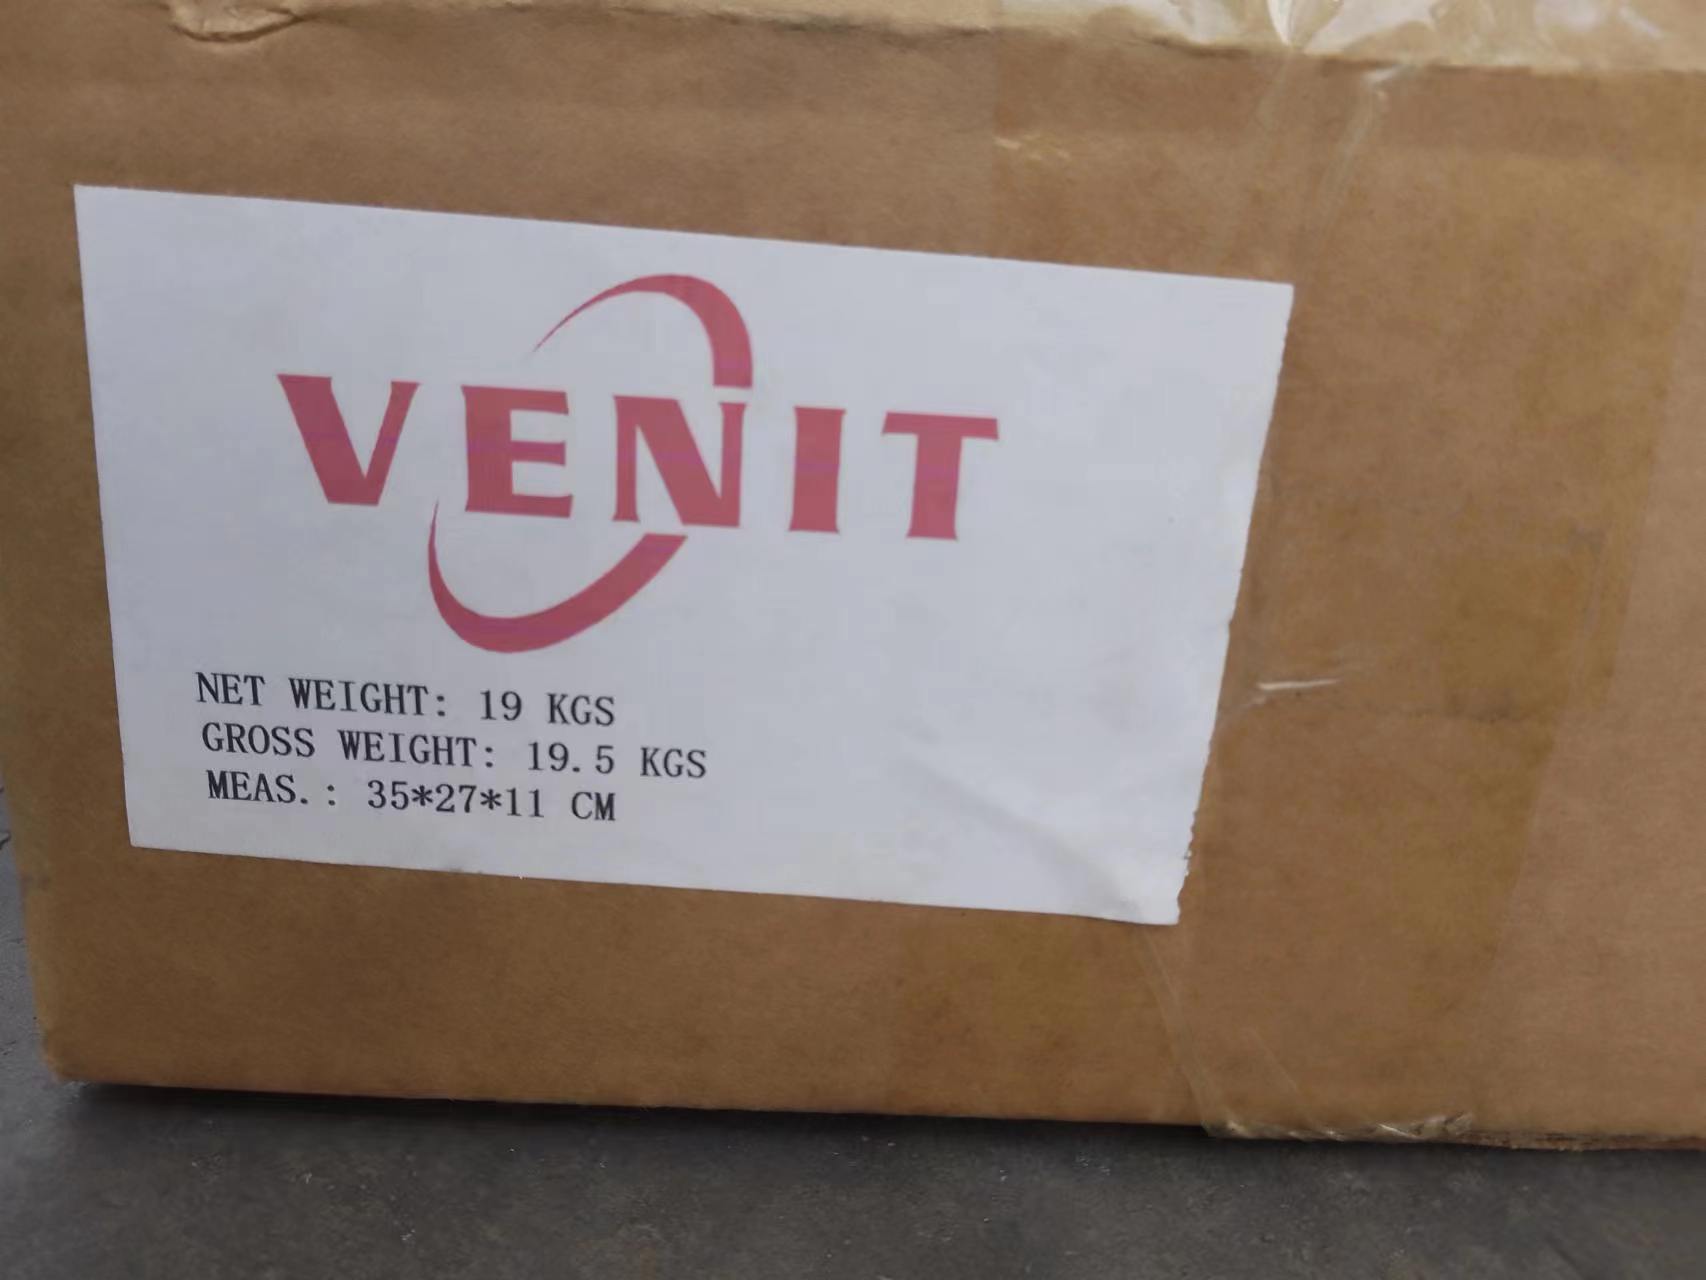 VENIT
NET WEIGHT: 19 KGS
GROSS WEIGHT: 19.5 KGS
MEAS.: 35*27*11 CM